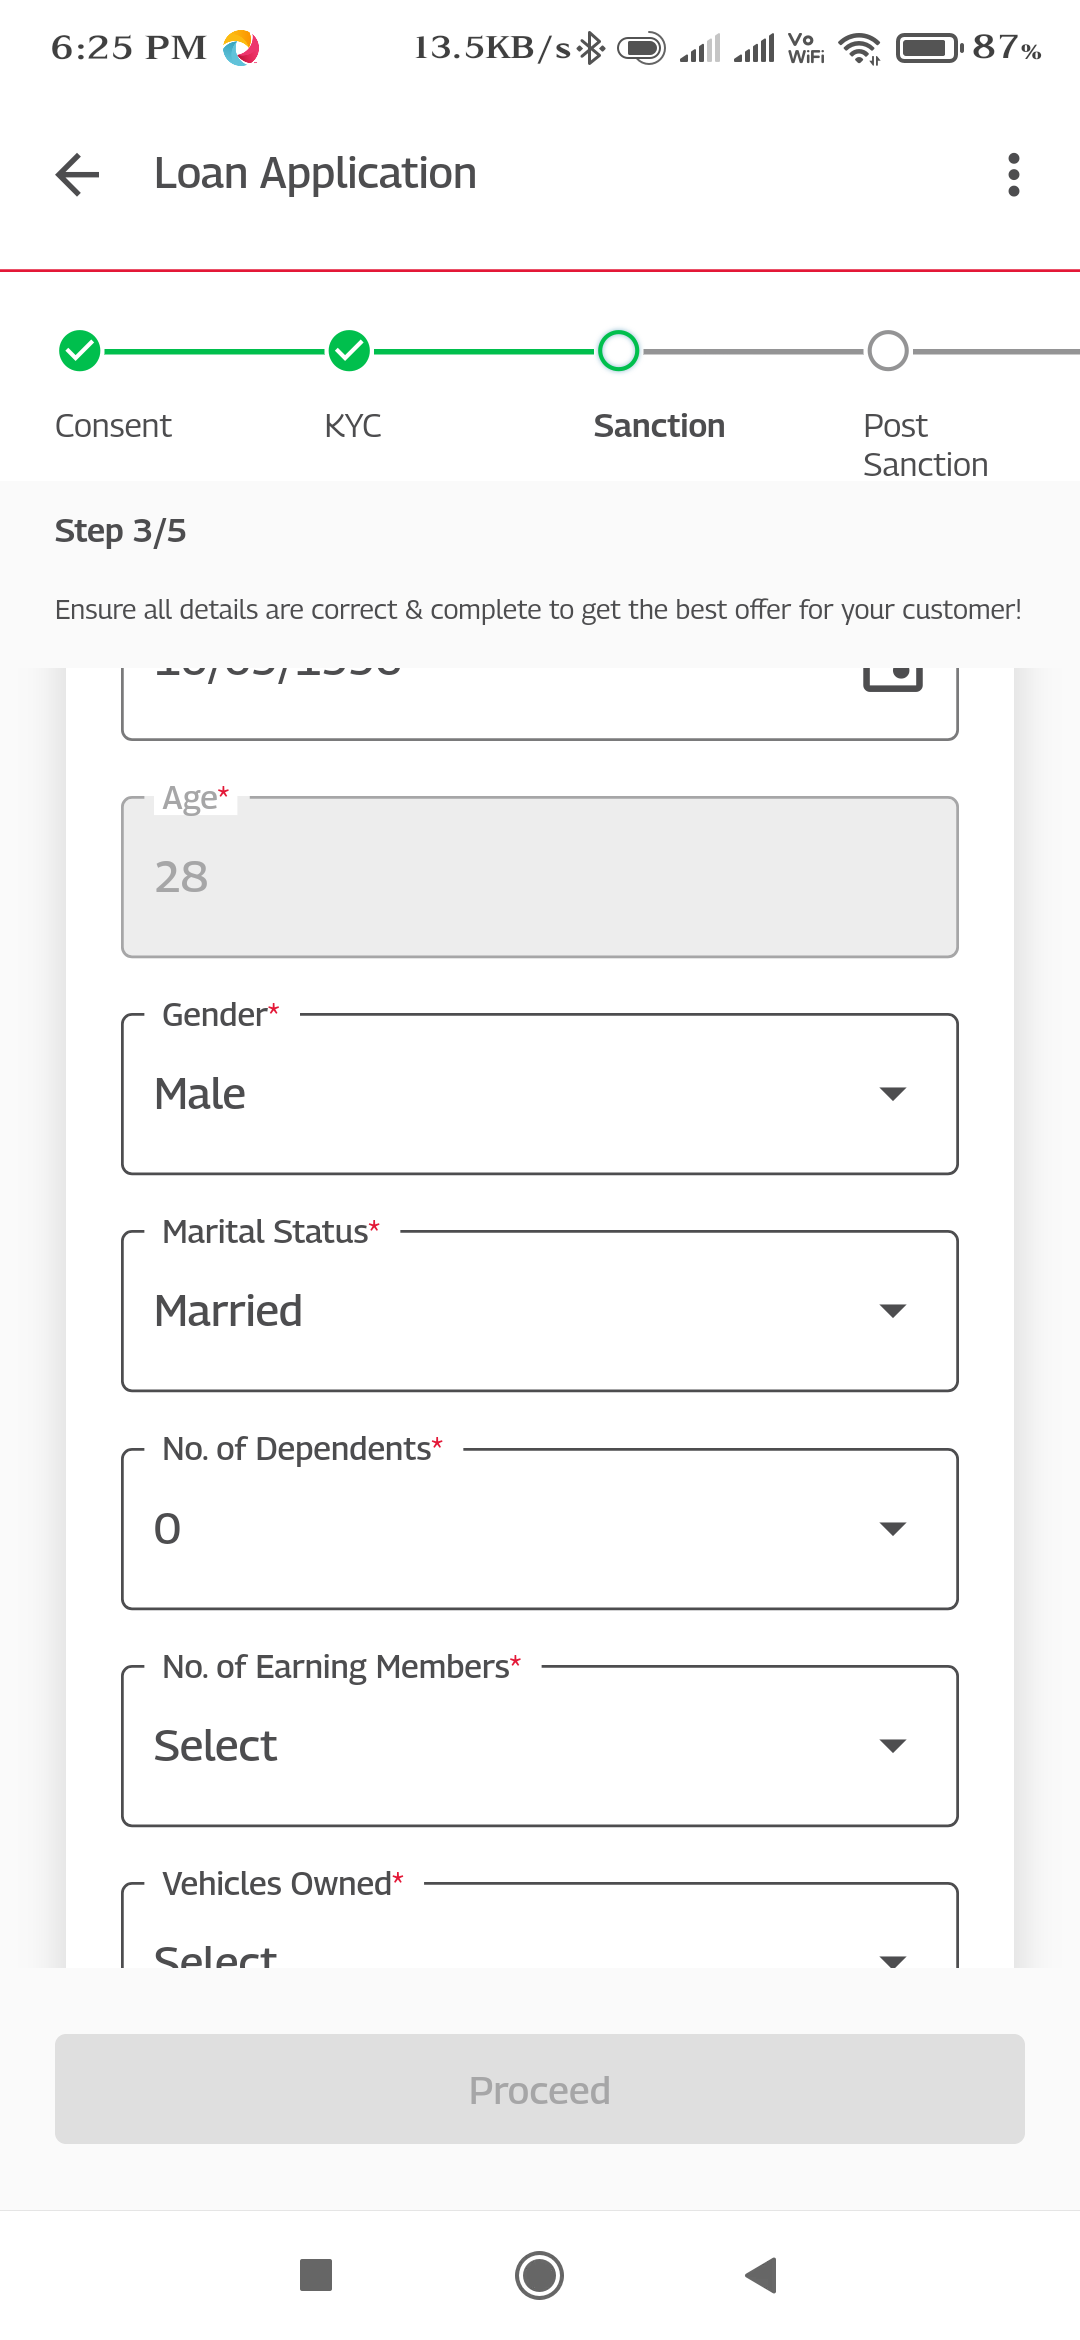 6:25 PM 13.5KB/s Vo WiFi 87%
Loan Application
Consent KYC Sanction Post Sanction
Step 3/5
Ensure all details are correct & complete to get the best offer for your customer!
Age*
28
Gender*
Male
Marital Status*
Married
No. of Dependents*
0
No. of Earning Members*
Select
Vehicles Owned*
Select
Proceed